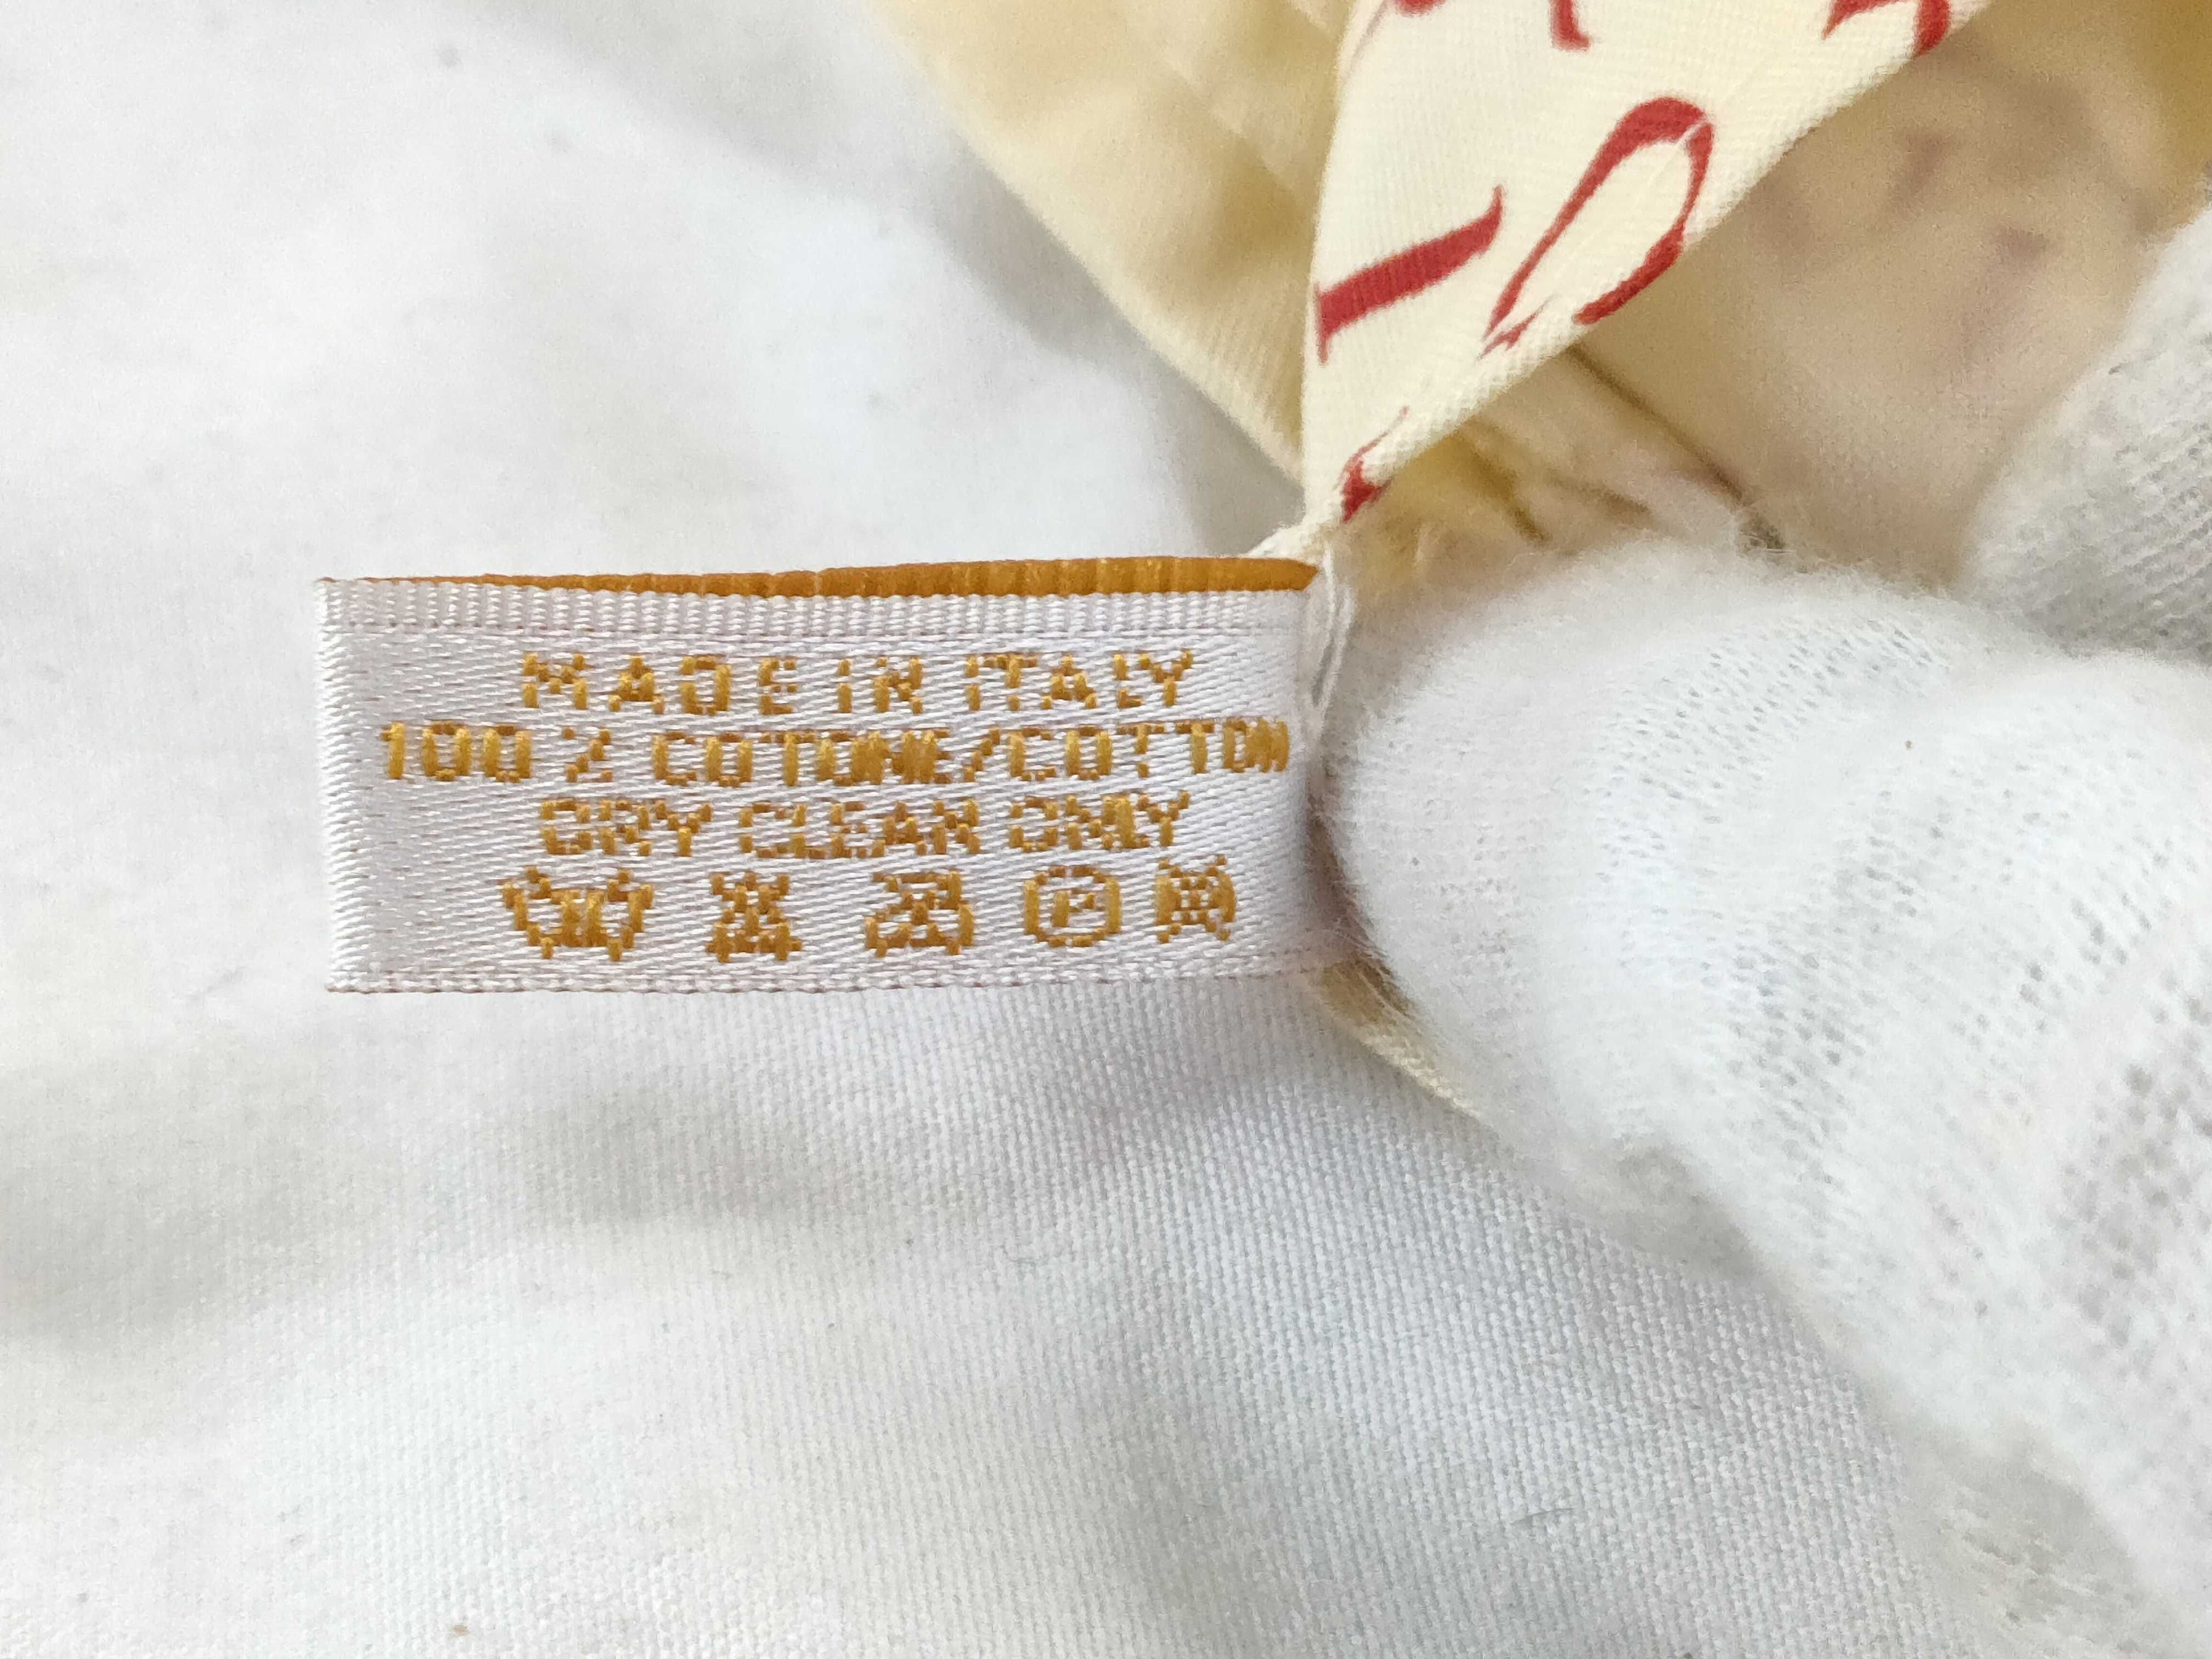 MADE IN ITALY
100% COTONE/COTTON
DRY CLEAN ONLY
P